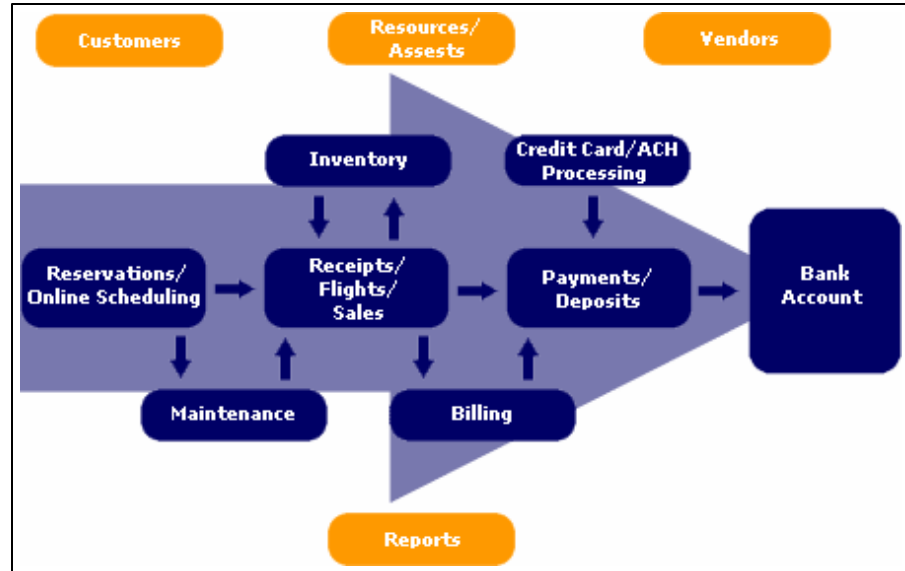 Customers
Resources/
Assests
Vendors
Inventory
Credit Card/ACH
Processing
Reservations/
Online Scheduling
Receipts/
Flights/
Sales
Payments/
Deposits
Bank
Account
Maintenance
Billing
Reports